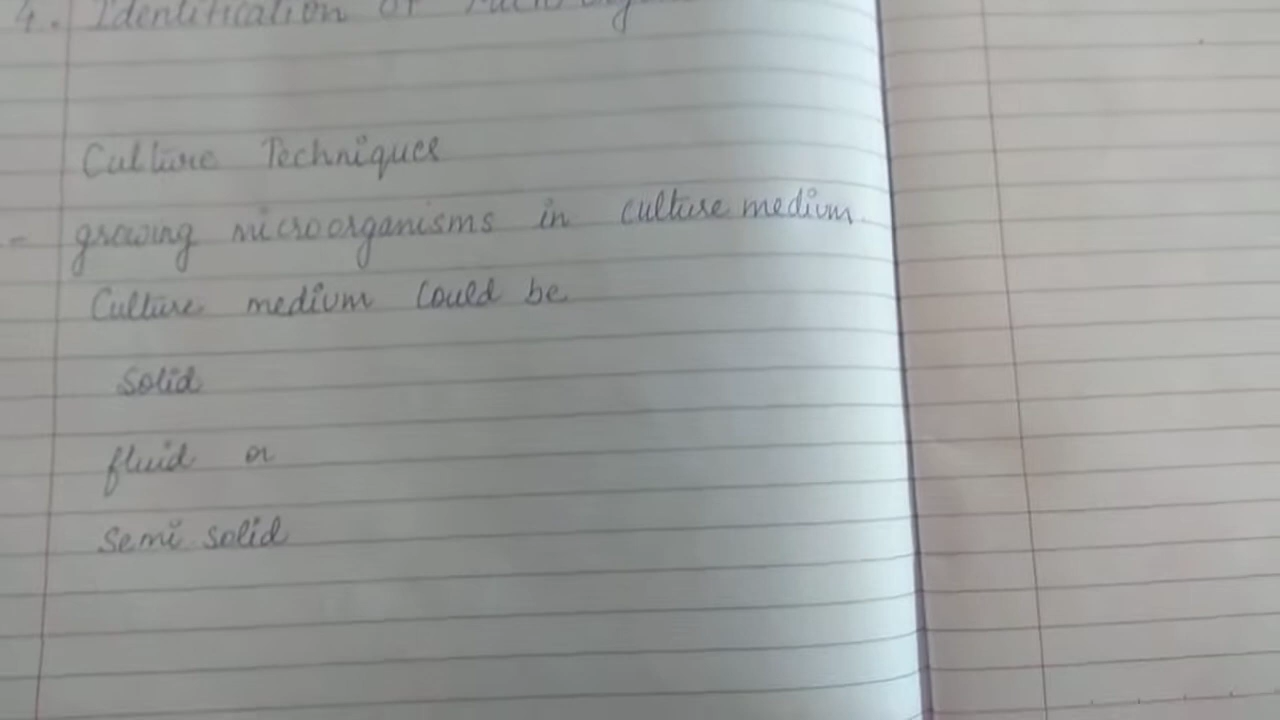 4. Identification of
Culture Techniques
- growing microorganisms in culture medium.
Culture medium could be
Solid
fluid or
Semi solid